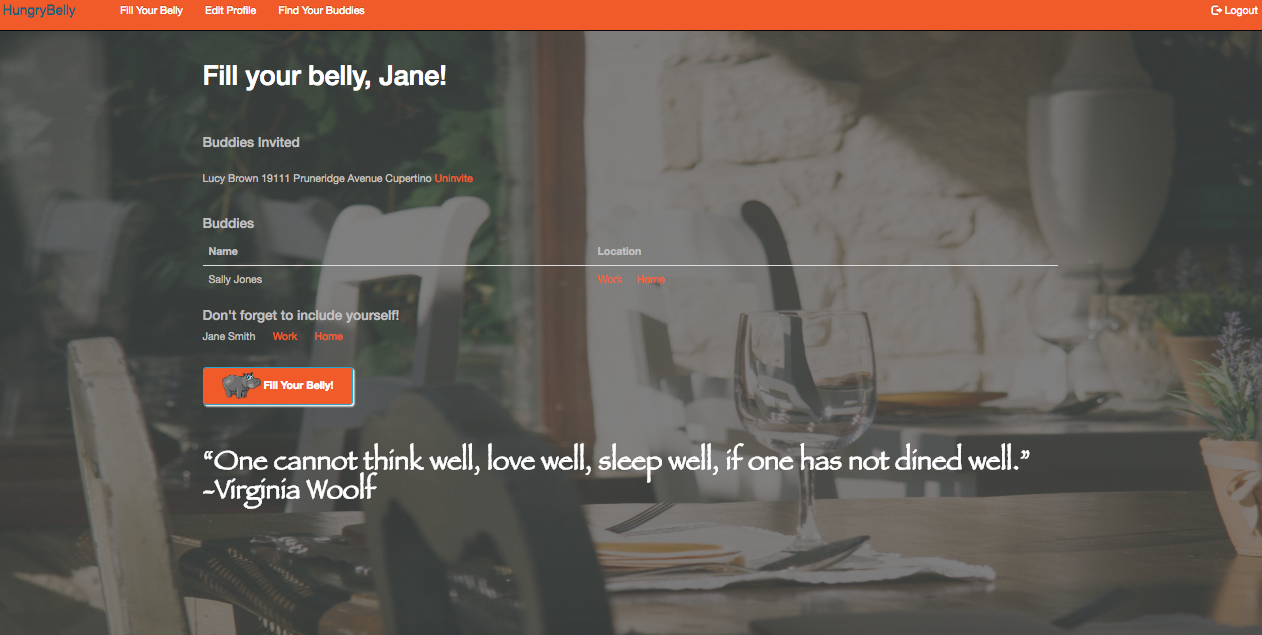 HungryBelly Fill Your Belly Edit Profile Find Your Buddies Logout
Fill your belly, Jane!
Buddies Invited
Lucy Brown 19111 Pruneridge Avenue Cupertino Uninvite
Buddies
Name Location
Sally Jones Work Home
Don't forget to include yourself!
Jane Smith Work Home
Fill Your Belly!
“One cannot think well, love well, sleep well, if one has not dined well.”
-Virginia Woolf